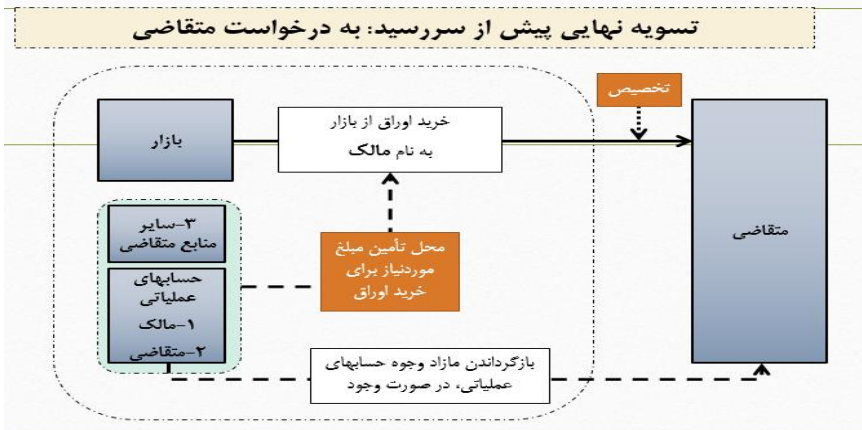 تسویه نهایی پیش از سررسید: به درخواست متقاضی
تخصیص
بازار
خرید اوراق از بازار
به نام مالک
متقاضی
۳-سایر
منابع متقاضی
حسابهای
عملیاتی
۱-مالک
۲-متقاضی
محل تأمین مبلغ
موردنیاز برای
خرید اوراق
بازگرداندن مازاد وجوه حسابهای
عملیاتی، در صورت وجود